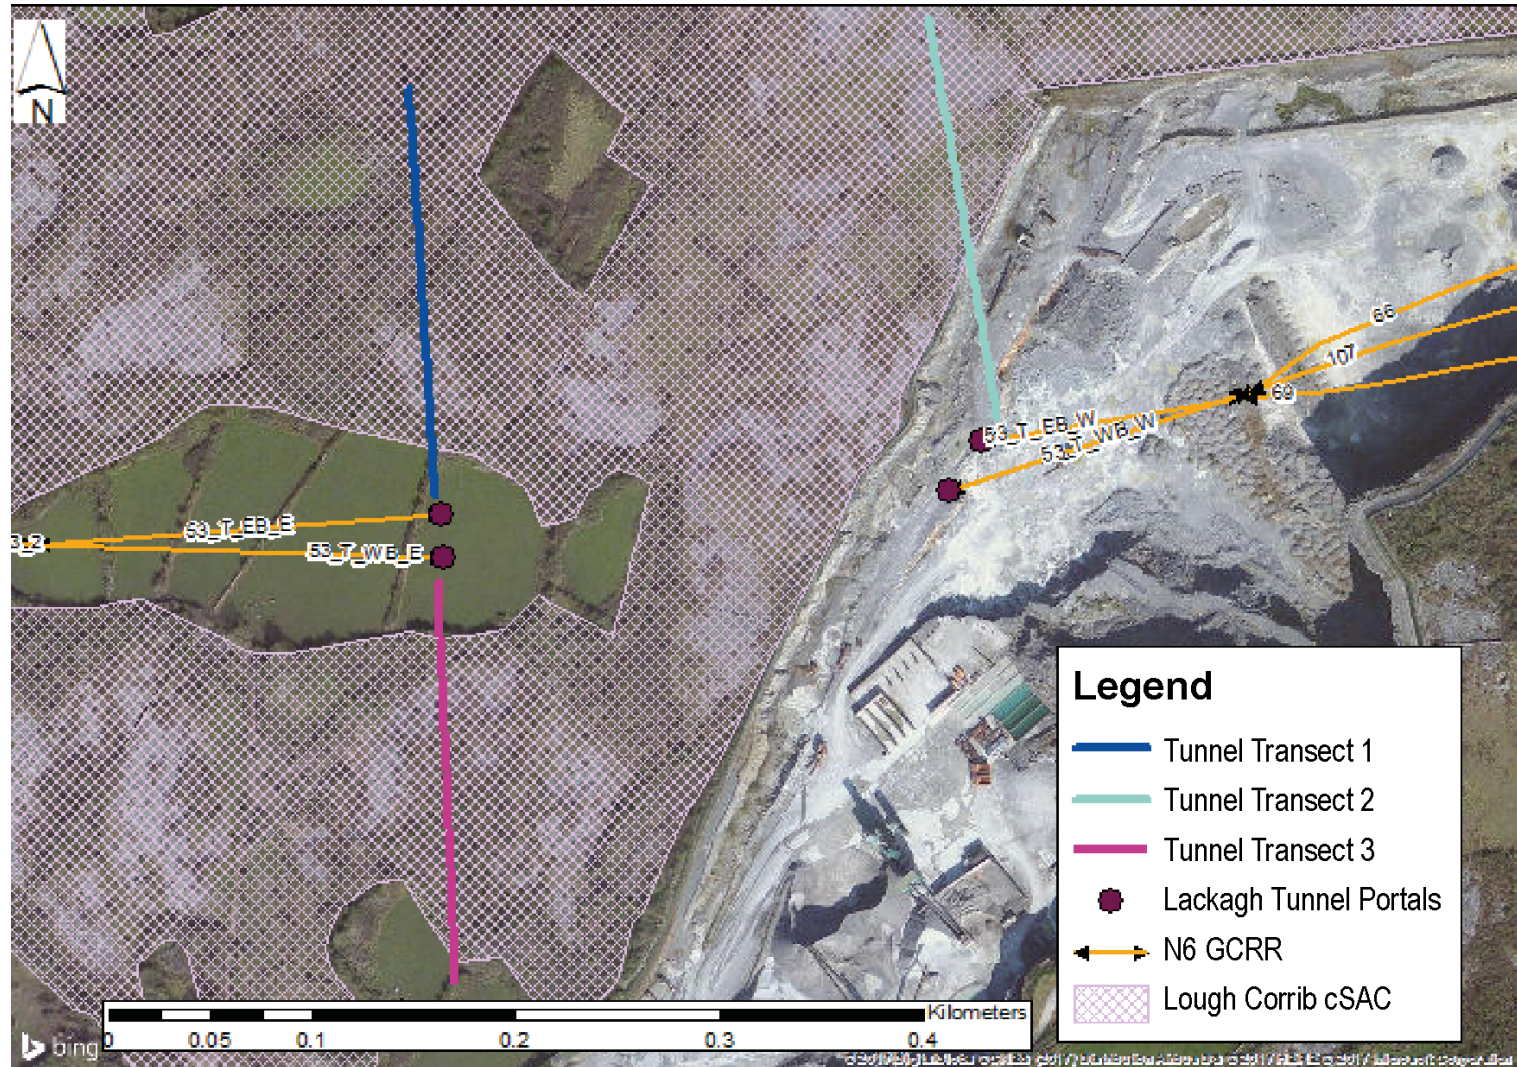 N
66
107
69
53_T_EB_W
53_T_WB_W
53_T_EB_E
3_2
53_T_WB_E
Legend
Tunnel Transect 1
Tunnel Transect 2
Tunnel Transect 3
Lackagh Tunnel Portals
N6 GCRR
Lough Corrib cSAC
Kilometers
0 0.05 0.1 0.2 0.3 0.4
bing